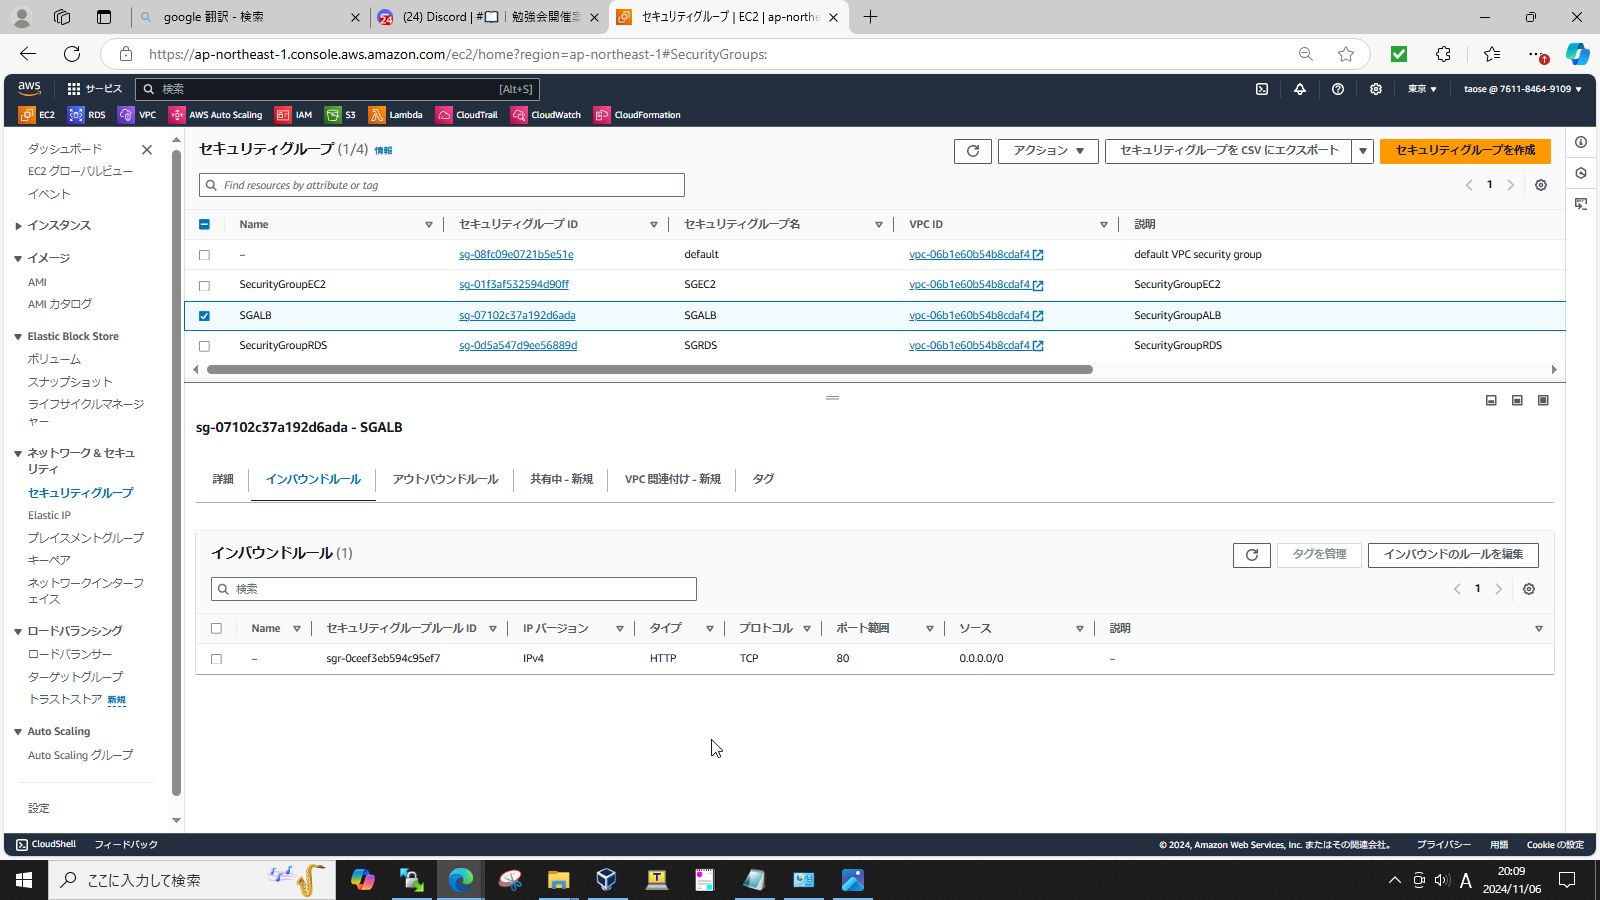 google 翻訳 - 検索
(24) Discord | #📖 | 勉強会開催案
セキュリティグループ | EC2 | ap-northe
https://ap-northeast-1.console.aws.amazon.com/ec2/home?region=ap-northeast-1#SecurityGroups:
aws
サービス
検索
[Alt+S]
東京
taose @ 7611-8464-9109
EC2
RDS
VPC
AWS Auto Scaling
IAM
S3
Lambda
CloudTrail
CloudWatch
CloudFormation
ダッシュボード
EC2 グローバルビュー
イベント
インスタンス
イメージ
AMI
AMI カタログ
Elastic Block Store
ボリューム
スナップショット
ライフサイクルマネージ
ャー
ネットワーク & セキュ
リティ
セキュリティグループ
Elastic IP
プレイスメントグループ
キーペア
ネットワークインターフ
ェイス
ロードバランシング
ロードバランサー
ターゲットグループ
トラストストア 新規
Auto Scaling
Auto Scaling グループ
設定
セキュリティグループ (1/4) 情報
アクション
セキュリティグループを CSV にエクスポート
セキュリティグループを作成
Find resources by attribute or tag
1
Name セキュリティグループ ID セキュリティグループ名 VPC ID 説明
– sg-08fc09e0721b5e51e default vpc-06b1e60b54b8cdaf4 default VPC security group
SecurityGroupEC2 sg-01f3af532594d90ff SGEC2 vpc-06b1e60b54b8cdaf4 SecurityGroupEC2
SGALB sg-07102c37a192d6ada SGALB vpc-06b1e60b54b8cdaf4 SecurityGroupALB
SecurityGroupRDS sg-0d5a547d9ee56889d SGRDS vpc-06b1e60b54b8cdaf4 SecurityGroupRDS
sg-07102c37a192d6ada - SGALB
詳細
インバウンドルール
アウトバウンドルール
共有中 - 新規
VPC 関連付け - 新規
タグ
インバウンドルール (1)
タグを管理
インバウンドのルールを編集
検索
1
Name セキュリティグループルール ID IP バージョン タイプ プロトコル ポート範囲 ソース 説明
– sgr-0ceef3eb594c95ef7 IPv4 HTTP TCP 80 0.0.0.0/0 –
CloudShell
フィードバック
© 2024, Amazon Web Services, Inc. またはその関連会社。
プライバシー
用語
Cookie の設定
ここに入力して検索
A
20:09
2024/11/06